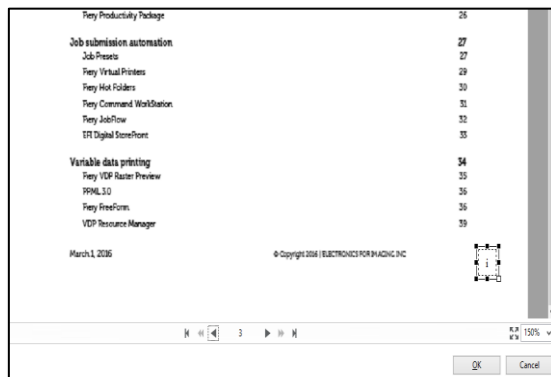 Fiery Productivity Package 26
Job submission automation 27
Job Presets 27
Fiery Virtual Printers 29
Fiery Hot Folders 30
Fiery Command WorkStation 31
Fiery JobFlow 32
EFI Digital StoreFront 33
Variable data printing 34
Fiery VDP Raster Preview 35
PPML 3.0 36
Fiery FreeForm 36
VDP Resource Manager 39
March 1, 2016 © Copyright 2016 | ELECTRONICS FOR IMAGING, INC i
3 150%
OK Cancel